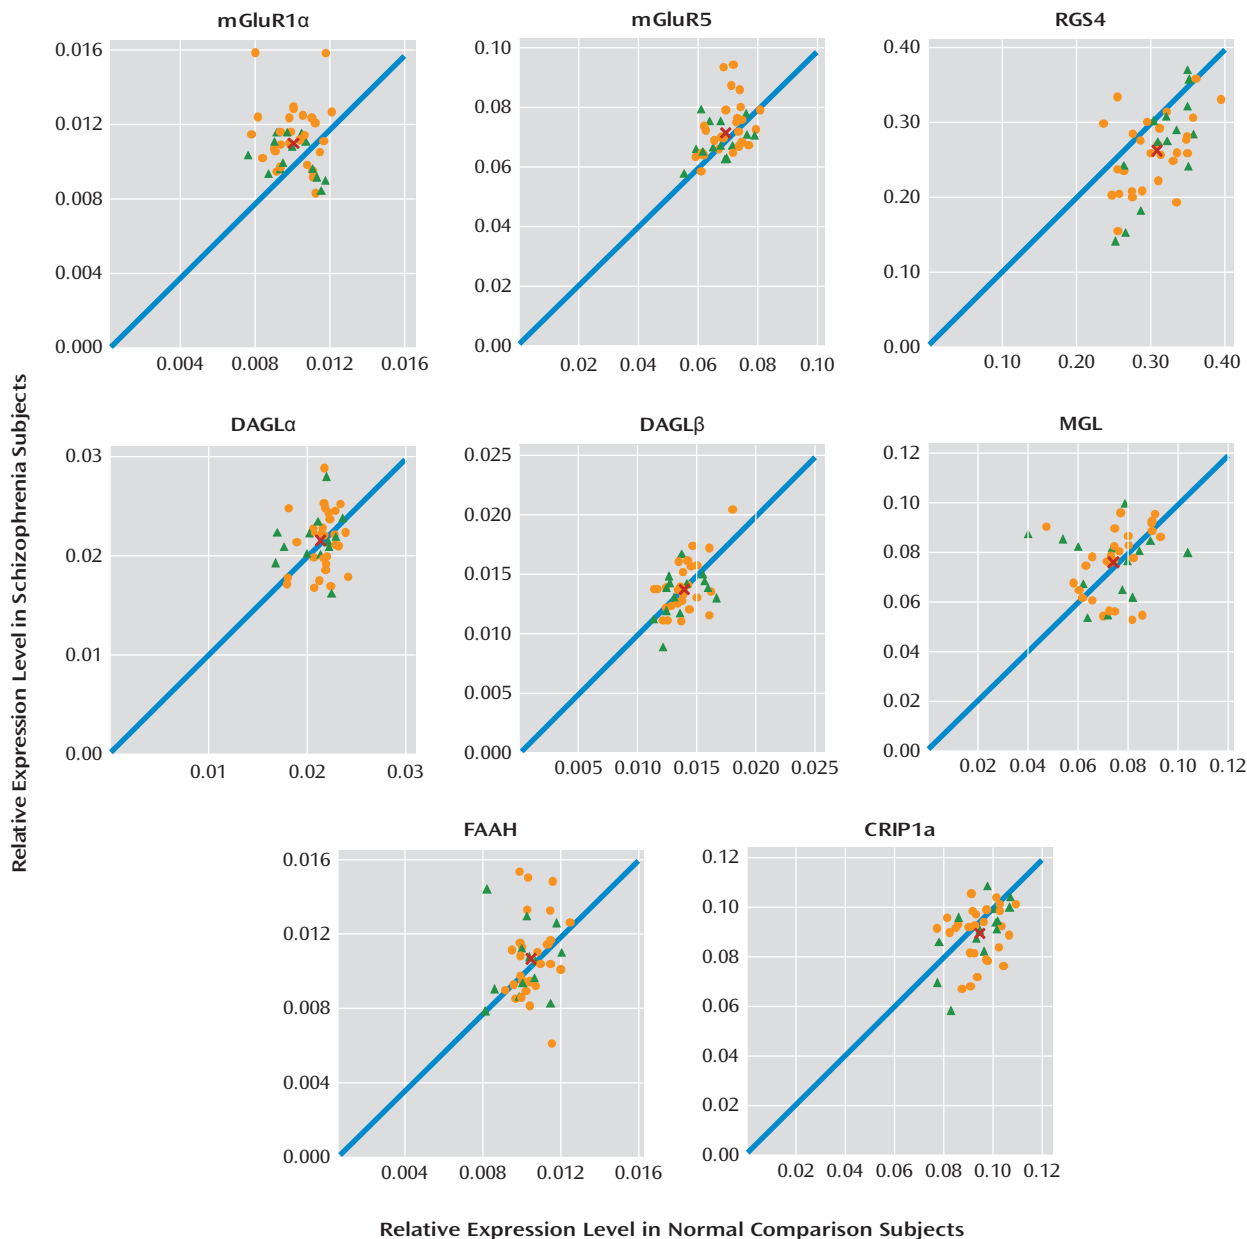 mGluR1α
mGluR5
RGS4
0.016
0.012
0.008
0.004
0.000
0.004 0.008 0.012 0.016
0.10
0.08
0.06
0.04
0.02
0.00
0.02 0.04 0.06 0.08 0.10
0.40
0.30
0.20
0.10
0.00
0.10 0.20 0.30 0.40
Relative Expression Level in Schizophrenia Subjects
DAGLα
DAGLβ
MGL
0.03
0.02
0.01
0.00
0.01 0.02 0.03
0.025
0.020
0.015
0.010
0.005
0.000
0.005 0.010 0.015 0.020 0.025
0.12
0.10
0.08
0.06
0.04
0.02
0.00
0.02 0.04 0.06 0.08 0.10 0.12
FAAH
CRIP1a
0.016
0.012
0.008
0.004
0.000
0.004 0.008 0.012 0.016
0.12
0.10
0.08
0.06
0.04
0.02
0.00
0.02 0.04 0.06 0.08 0.10 0.12
Relative Expression Level in Normal Comparison Subjects